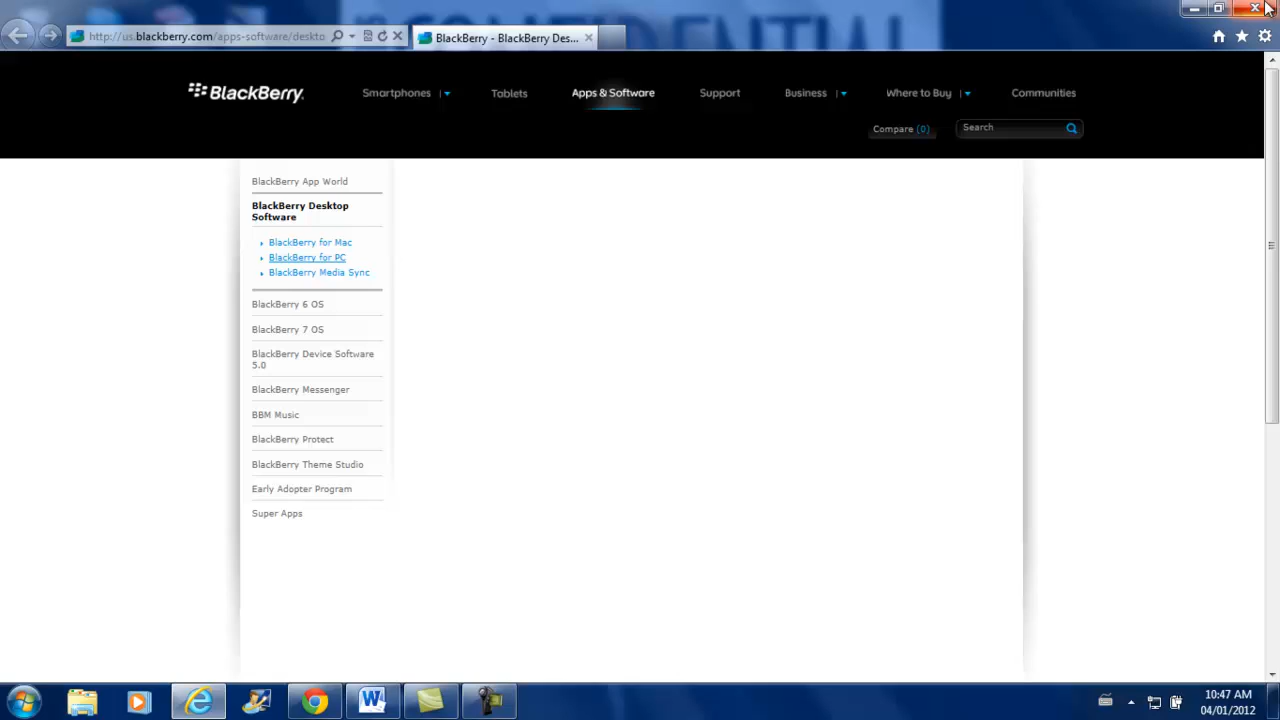 http://us.blackberry.com/apps-software/deskto
BlackBerry - BlackBerry Des...
BlackBerry
Smartphones
Tablets
Apps & Software
Support
Business
Where to Buy
Communities
Compare (0)
Search
BlackBerry App World
BlackBerry Desktop
Software
BlackBerry for Mac
BlackBerry for PC
BlackBerry Media Sync
BlackBerry 6 OS
BlackBerry 7 OS
BlackBerry Device Software
5.0
BlackBerry Messenger
BBM Music
BlackBerry Protect
BlackBerry Theme Studio
Early Adopter Program
Super Apps
10:47 AM
04/01/2012